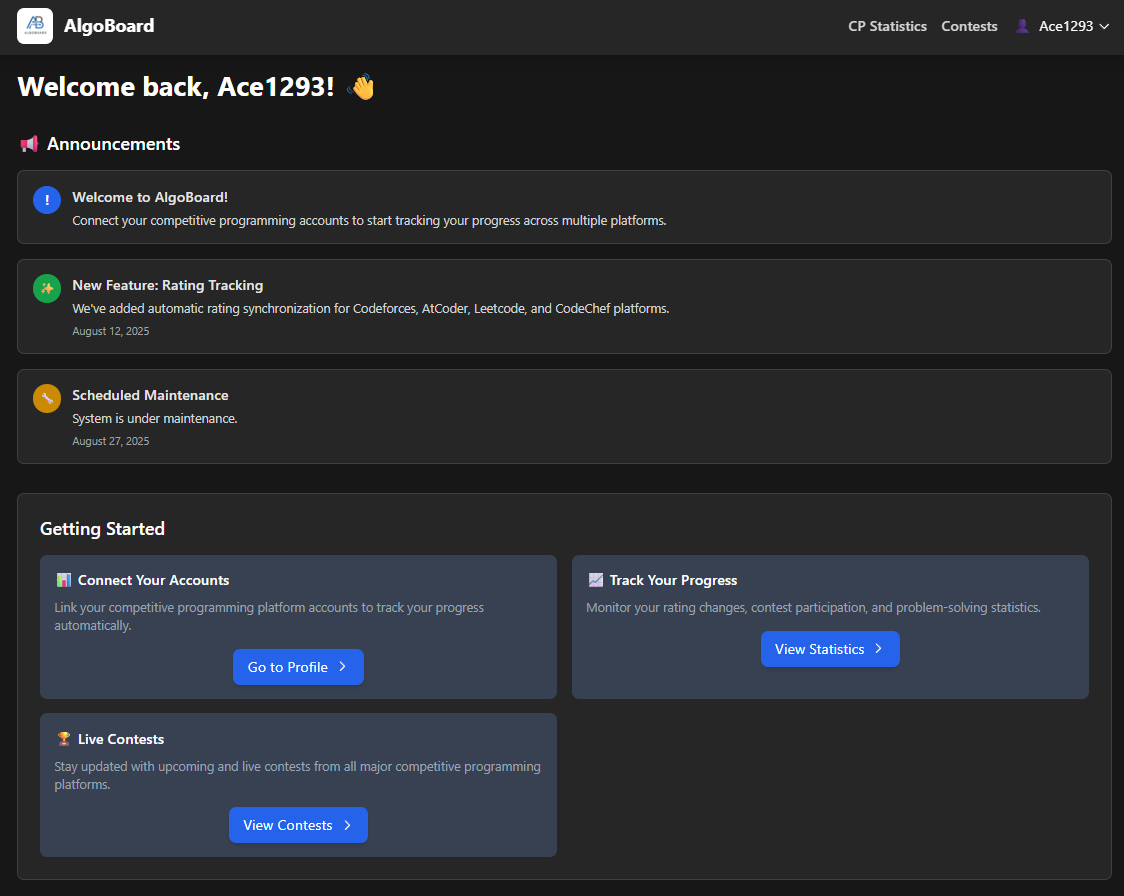 AB
AlgoBoard
CP Statistics
Contests
Ace1293
Welcome back, Ace1293!
Announcements
!
Welcome to AlgoBoard!
Connect your competitive programming accounts to start tracking your progress across multiple platforms.
New Feature: Rating Tracking
We've added automatic rating synchronization for Codeforces, AtCoder, Leetcode, and CodeChef platforms.
August 12, 2025
Scheduled Maintenance
System is under maintenance.
August 27, 2025
Getting Started
Connect Your Accounts
Link your competitive programming platform accounts to track your progress
automatically.
Go to Profile
Track Your Progress
Monitor your rating changes, contest participation, and problem-solving statistics.
View Statistics
Live Contests
Stay updated with upcoming and live contests from all major competitive programming
platforms.
View Contests